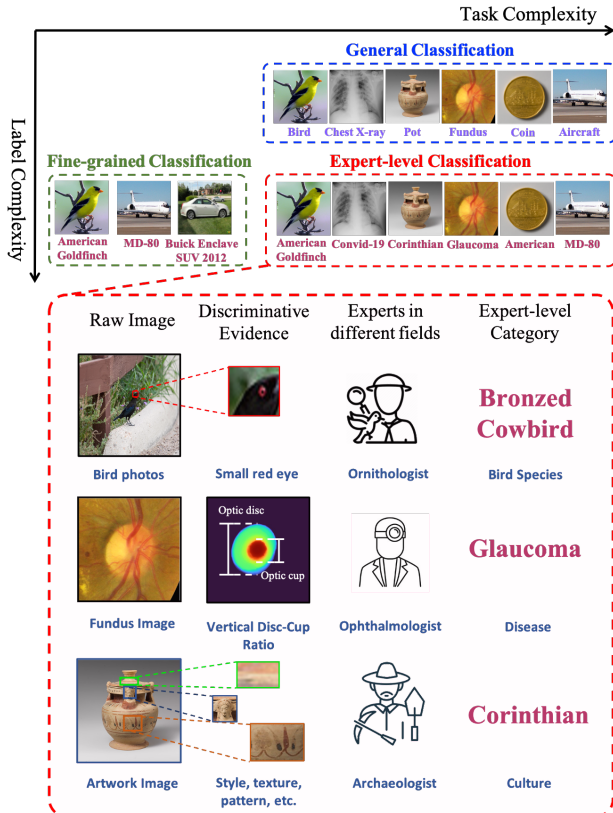 Task Complexity
Label Complexity
General Classification
Bird Chest X-ray Pot Fundus Coin Aircraft
Fine-grained Classification
American Goldfinch
MD-80
Buick Enclave SUV 2012
Expert-level Classification
American Goldfinch
Convid-19
Corinthian
Glaucoma
American
MD-80
Raw Image
Discriminative Evidence
Experts in different fields
Expert-level Category
Bird photos
Small red eye
Ornithologist
Bronzed Cowbird
Bird Species
Optic disc
Optic cup
Fundus Image
Vertical Disc-Cup Ratio
Ophthalmologist
Glaucoma
Disease
Artwork Image
Style, texture, pattern, etc.
Archaeologist
Corinthian
Culture